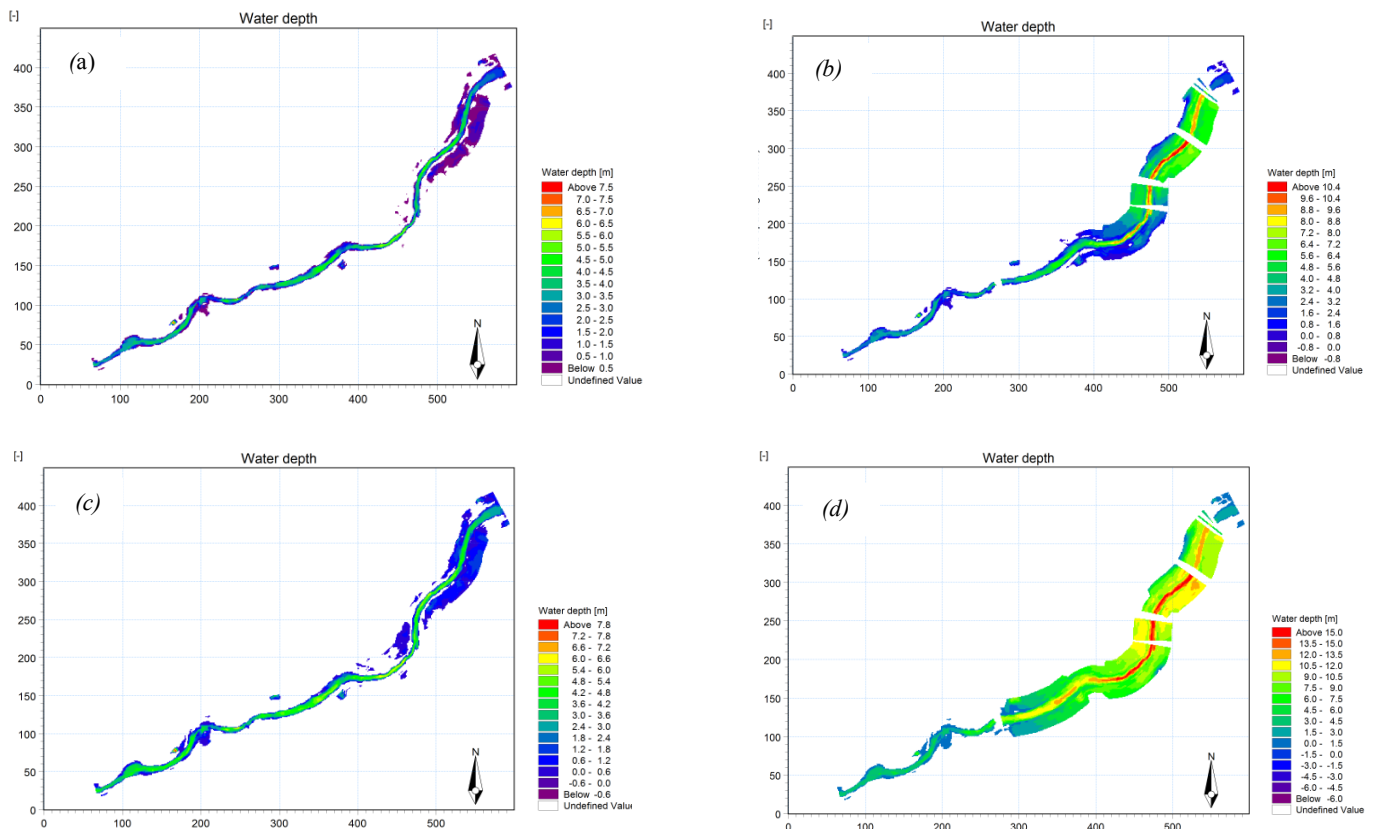 [-]
Water depth
(a)
400
350
300
250
200
150
100
50
0
0 100 200 300 400 500
N
Water depth [m]
Above 7.5
7.0 - 7.5
6.5 - 7.0
6.0 - 6.5
5.5 - 6.0
5.0 - 5.5
4.5 - 5.0
4.0 - 4.5
3.5 - 4.0
3.0 - 3.5
2.5 - 3.0
2.0 - 2.5
1.5 - 2.0
1.0 - 1.5
0.5 - 1.0
Below 0.5
Undefined Value
[-]
Water depth
(b)
400
350
300
250
200
150
100
50
0
0 100 200 300 400 500
N
Water depth [m]
Above 10.4
9.6 - 10.4
8.8 - 9.6
8.0 - 8.8
7.2 - 8.0
6.4 - 7.2
5.6 - 6.4
4.8 - 5.6
4.0 - 4.8
3.2 - 4.0
2.4 - 3.2
1.6 - 2.4
0.8 - 1.6
0.0 - 0.8
-0.8 - 0.0
Below -0.8
Undefined Value
[-]
Water depth
(c)
400
350
300
250
200
150
100
50
0
0 100 200 300 400 500
N
Water depth [m]
Above 7.8
7.2 - 7.8
6.6 - 7.2
6.0 - 6.6
5.4 - 6.0
4.8 - 5.4
4.2 - 4.8
3.6 - 4.2
3.0 - 3.6
2.4 - 3.0
1.8 - 2.4
1.2 - 1.8
0.6 - 1.2
0.0 - 0.6
-0.6 - 0.0
Below -0.6
Undefined Value
[-]
Water depth
(d)
400
350
300
250
200
150
100
50
0
0 100 200 300 400 500
N
Water depth [m]
Above 15.0
13.5 - 15.0
12.0 - 13.5
10.5 - 12.0
9.0 - 10.5
7.5 - 9.0
6.0 - 7.5
4.5 - 6.0
3.0 - 4.5
1.5 - 3.0
0.0 - 1.5
-1.5 - 0.0
-3.0 - -1.5
-4.5 - -3.0
-6.0 - -4.5
Below -6.0
Undefined Value